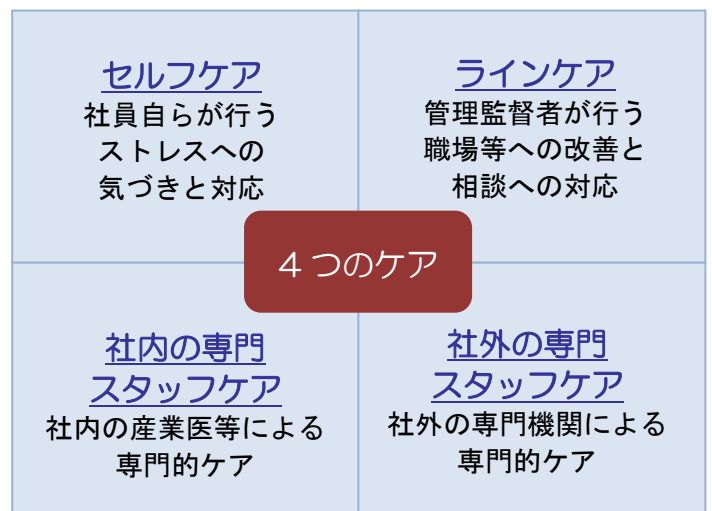 セルフケア
社員自らが行う
ストレスへの
気づきと対応
ラインケア
管理監督者が行う
職場等への改善と
相談への対応
４つのケア
社内の専門
スタッフケア
社内の産業医等による
専門的ケア
社外の専門
スタッフケア
社外の専門機関による
専門的ケア